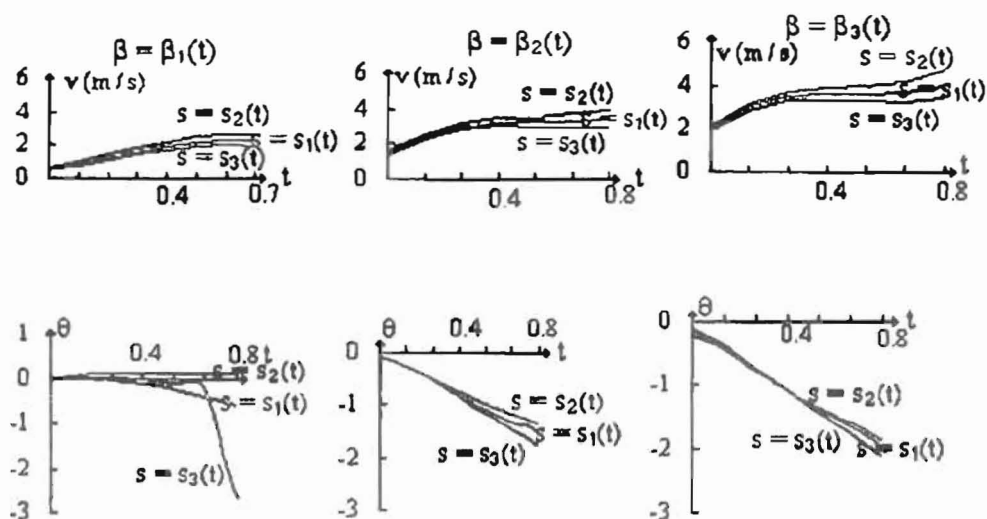 β = β₁(t)
v (m / s)
6
4
2
0
s = s₂(t)
= s₁(t)
s = s₃(t)
0.4
0.7
t
β = β₂(t)
v (m / s)
6
4
2
0
s = s₂(t)
= s₁(t)
s = s₃(t)
0.4
0.8
t
β = β₃(t)
v (m / s)
6
4
2
0
s = s₂(t)
= s₁(t)
s = s₃(t)
0.4
0.8
t
1
θ
0
-1
-2
-3
0.4
0.8
t
s = s₂(t)
s = s₁(t)
s = s₃(t)
θ
0
-1
-2
-3
0.4
0.8
t
s = s₂(t)
s = s₁(t)
s = s₃(t)
θ
-0
-1
-2
-3
0.4
0.8
t
s = s₂(t)
s = s₃(t)
s = s₁(t)